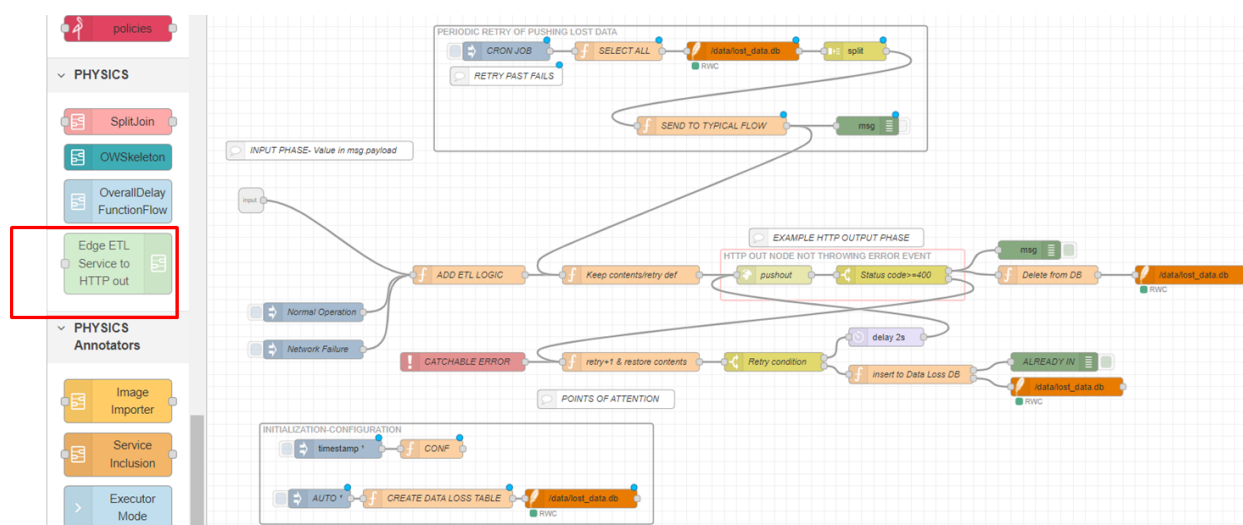 policies
PHYSICS
SplitJoin
OWSkeleton
OverallDelay
FunctionFlow
Edge ETL
Service to
HTTP out
PHYSICS
Annotators
Image
Importer
Service
Inclusion
Executor
Mode
PERIODIC RETRY OF PUSHING LOST DATA
CRON JOB
SELECT ALL
/data/lost_data.db
split
RWC
RETRY PAST FAILS
SEND TO TYPICAL FLOW
msg
INPUT PHASE- Value in msg.payload
input
EXAMPLE HTTP OUTPUT PHASE
HTTP OUT NODE NOT THROWING ERROR EVENT
msg
ADD ETL LOGIC
Keep contents/retry def
pushout
Status code>=400
Delete from DB
/data/lost_data.db
RWC
Normal Operation
Network Failure
delay 2s
CATCHABLE ERROR
retry+1 & restore contents
Retry condition
ALREADY IN
insert to Data Loss DB
/data/lost_data.db
RWC
POINTS OF ATTENTION
INITIALIZATION-CONFIGURATION
timestamp ¹
CONF
AUTO ¹
CREATE DATA LOSS TABLE
/data/lost_data.db
RWC